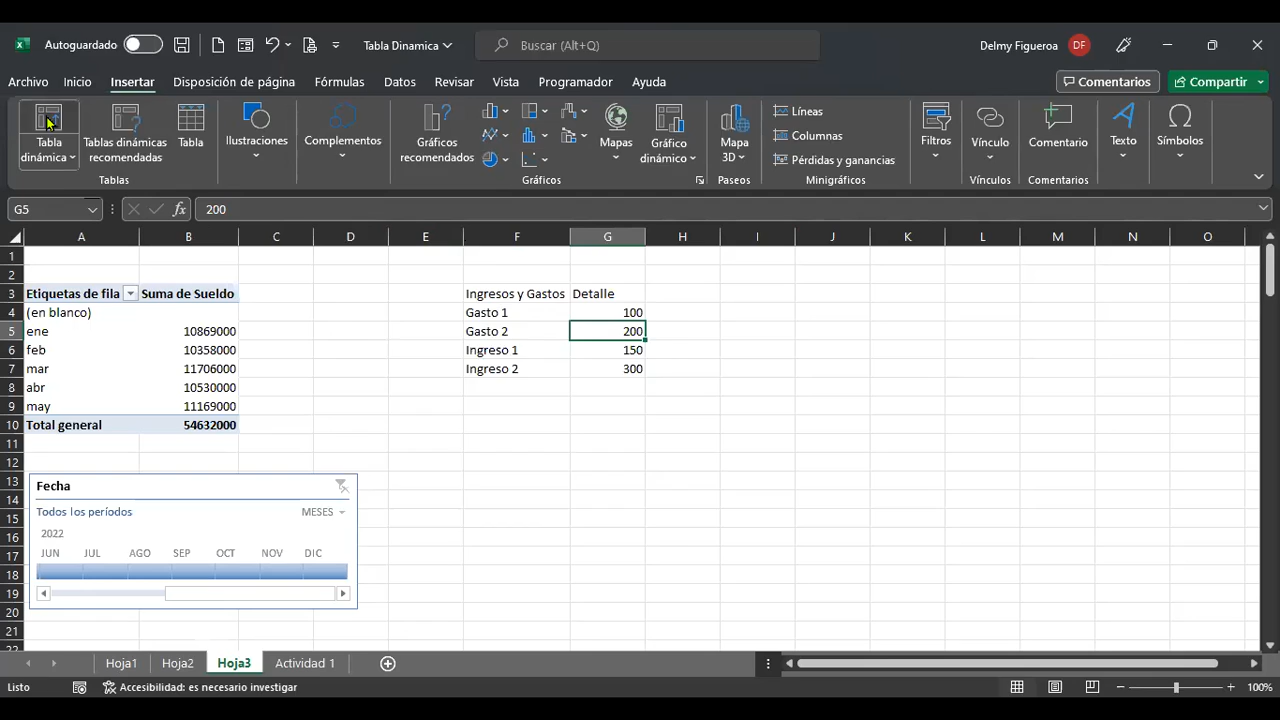 Autoguardado
Tabla Dinamica
Buscar (Alt+Q)
Delmy Figueroa
DF
Archivo Inicio Insertar Disposición de página Fórmulas Datos Revisar Vista Programador Ayuda
Comentarios
Compartir
Tabla dinámica
Tablas dinámicas recomendadas
Tabla
Ilustraciones
Complementos
Gráficos recomendados
Mapas
Gráfico dinámico
Mapa 3D
Líneas
Columnas
Pérdidas y ganancias
Filtros
Vínculo
Comentario
Texto
Símbolos
Tablas
Gráficos
Paseos
Minigráficos
Vínculos
Comentarios
G5
fx
200
A B C D E F G H I J K L M N O
1
2
3 Etiquetas de fila Suma de Sueldo Ingresos y Gastos Detalle
4 (en blanco) Gasto 1 100
5 ene 10869000 Gasto 2 200
6 feb 10358000 Ingreso 1 150
7 mar 11706000 Ingreso 2 300
8 abr 10530000
9 may 11169000
10 Total general 54632000
11
12
13 Fecha
14 Todos los períodos MESES
15 2022
16 JUN JUL AGO SEP OCT NOV DIC
17
18
19
20
21
22
Hoja1 Hoja2 Hoja3 Actividad 1
Listo
Accesibilidad: es necesario investigar
100%